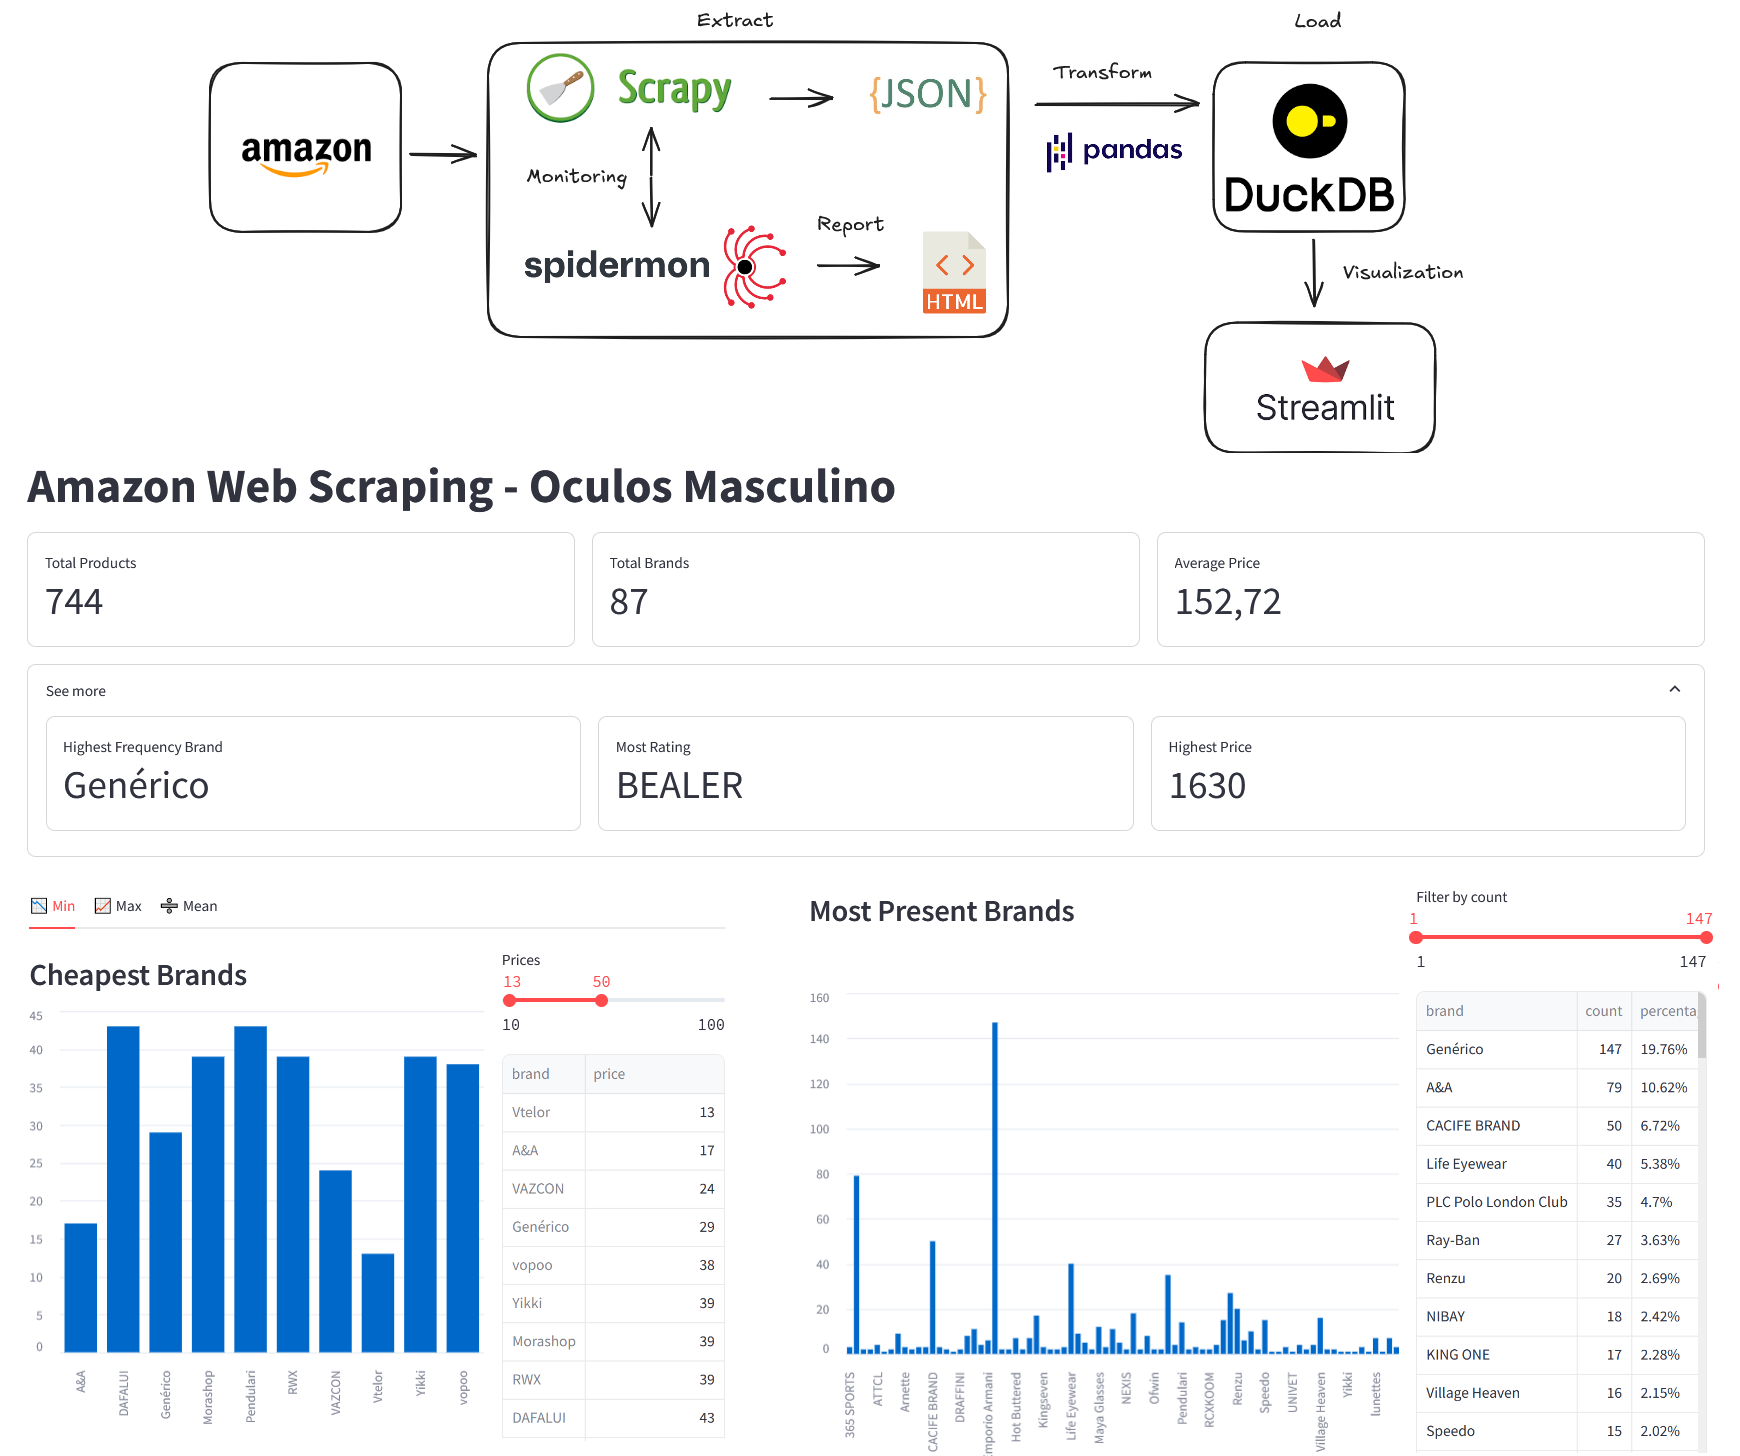 Extract
Load
amazon
Scrapy
{JSON}
Transform
pandas
DuckDB
Monitoring
spidermon
Report
HTML
Visualization
Streamlit
Amazon Web Scraping - Oculos Masculino
Total Products
744
Total Brands
87
Average Price
152,72
See more
Highest Frequency Brand
Genérico
Most Rating
BEALER
Highest Price
1630
Min
Max
Mean
Cheapest Brands
Prices
13 50
10 100
45
40
35
30
25
20
15
10
5
0
A&A
DAFALUI
Genérico
Morashop
Pendulari
RWX
VAZCON
Vtelor
Yikki
vopoo
brand price
Vtelor 13
A&A 17
VAZCON 24
Genérico 29
vopoo 38
Yikki 39
Morashop 39
RWX 39
DAFALUI 43
Most Present Brands
Filter by count
1 147
1 147
160
140
120
100
80
60
40
20
0
365 SPORTS
ATTCL
Arnette
CACIFE BRAND
DRAFFINI
mporio Armani
Hot Buttered
Kingseven
Life Eyewear
Maya Glasses
NEXIS
Ofwin
Pendulari
RCXKOOM
Renzu
Speedo
UNIVET
Village Heaven
Yikki
lunettes
brand count percenta
Genérico 147 19.76%
A&A 79 10.62%
CACIFE BRAND 50 6.72%
Life Eyewear 40 5.38%
PLC Polo London Club 35 4.7%
Ray-Ban 27 3.63%
Renzu 20 2.69%
NIBAY 18 2.42%
KING ONE 17 2.28%
Village Heaven 16 2.15%
Speedo 15 2.02%